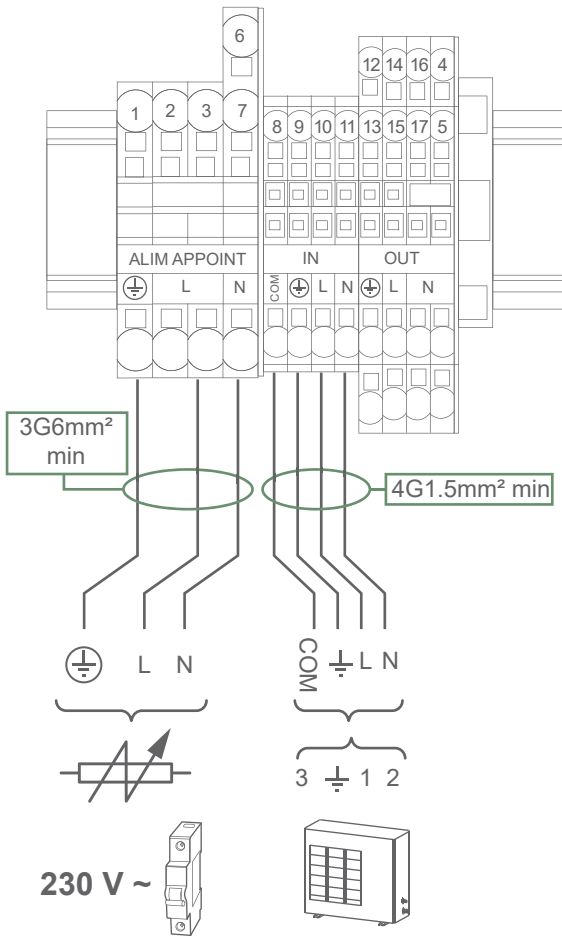 6
12 14 16 4
1 2 3 7
8 9 10 11 13 15 17 5
ALIM APPOINT IN OUT
L N COM L N L N
3G6mm²
min
4G1.5mm² min
L N COM L N
3 1 2
230 V ~